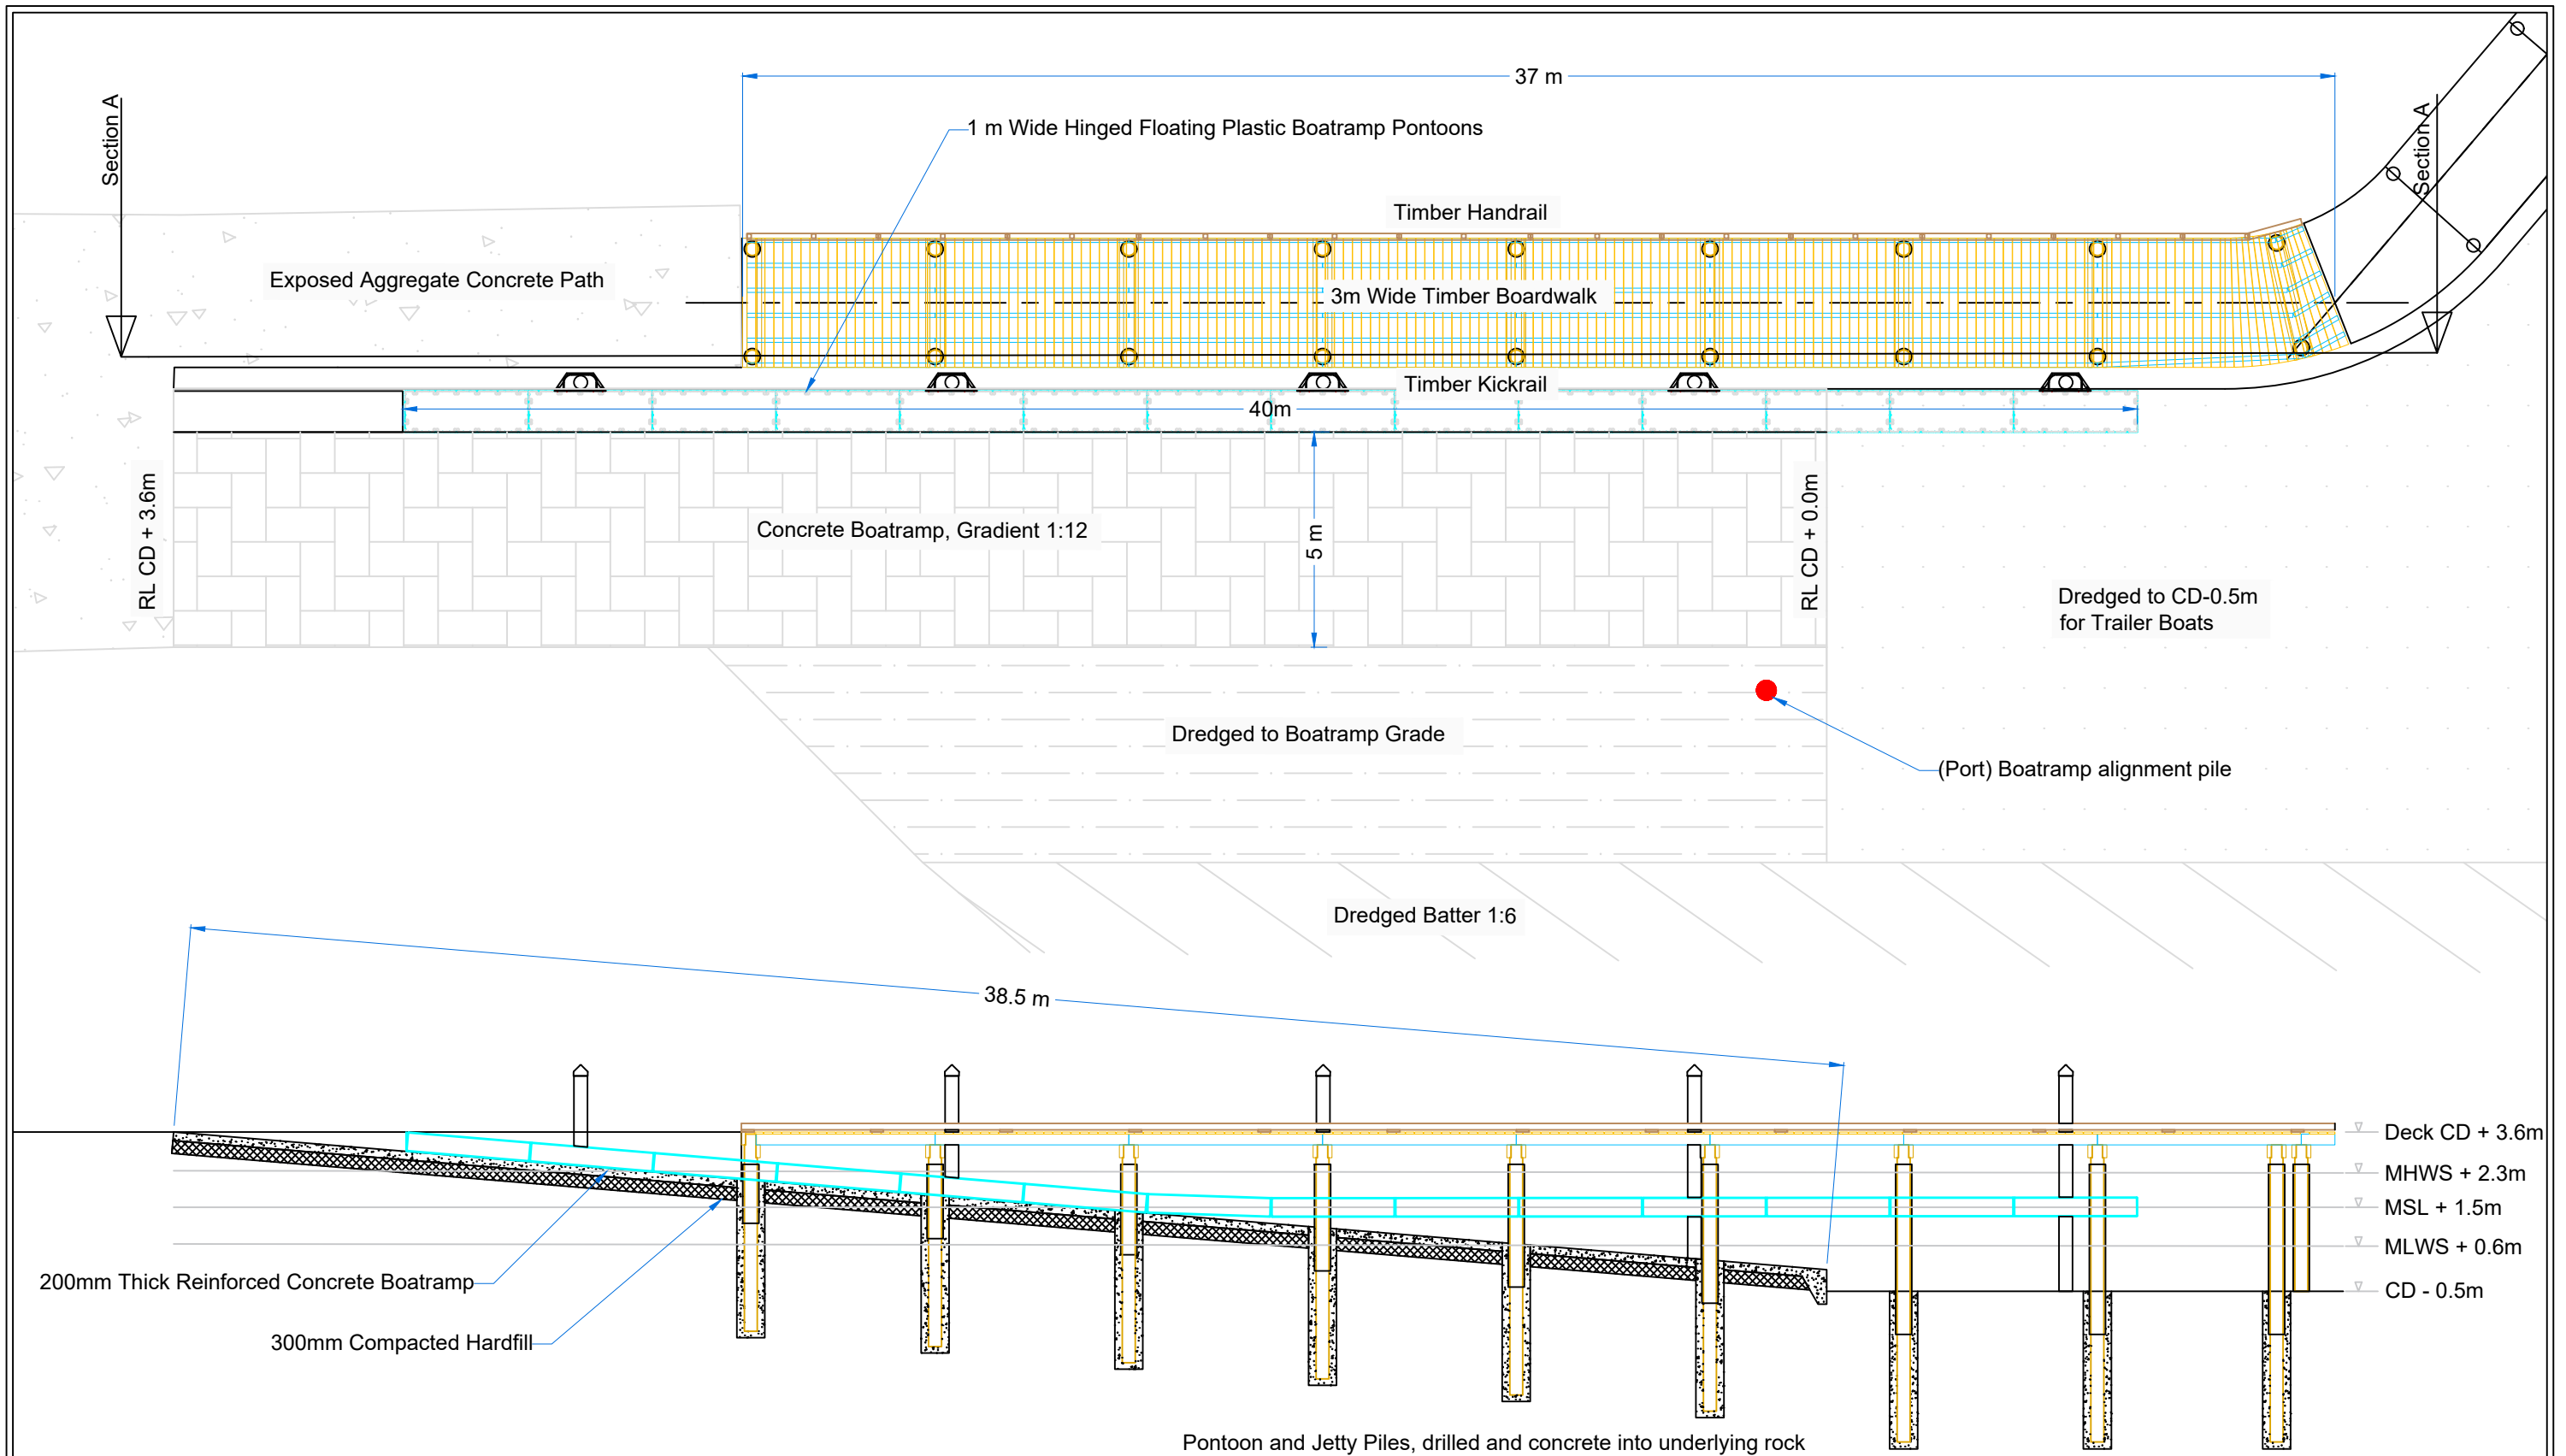 37 m
Section A
Section A
1 m Wide Hinged Floating Plastic Boatramp Pontoons
Timber Handrail
Exposed Aggregate Concrete Path
3m Wide Timber Boardwalk
Timber Kickrail
40m
RL CD + 3.6m
Concrete Boatramp, Gradient 1:12
5 m
RL CD + 0.0m
Dredged to CD-0.5m
for Trailer Boats
Dredged to Boatramp Grade
(Port) Boatramp alignment pile
Dredged Batter 1:6
38.5 m
Deck CD + 3.6m
MHWS + 2.3m
MSL + 1.5m
MLWS + 0.6m
CD - 0.5m
200mm Thick Reinforced Concrete Boatramp
300mm Compacted Hardfill
Pontoon and Jetty Piles, drilled and concrete into underlying rock